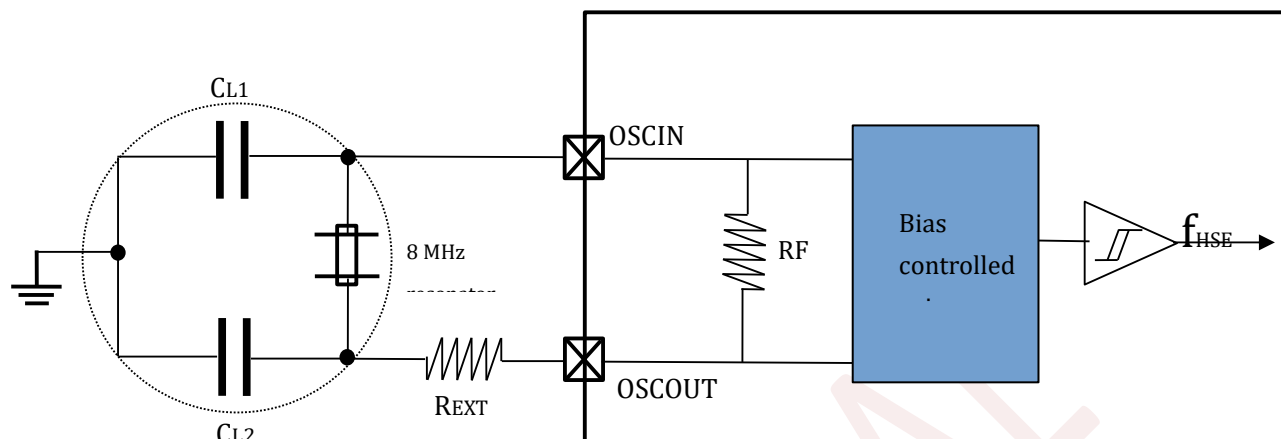 CL1
OSCIN
8 MHz
RF
Bias
controlled
fHSE
REXT
OSCOUT
CL2